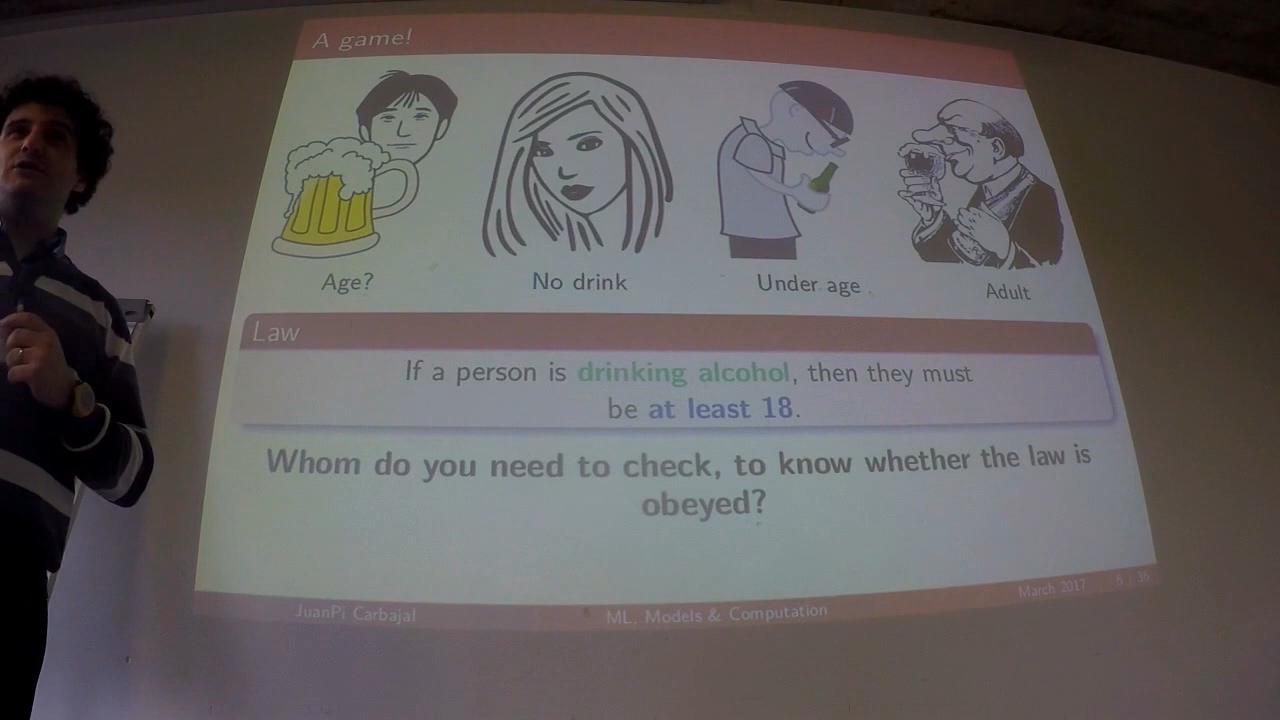 A game!
Age?
No drink
Under age
Adult
Law
If a person is drinking alcohol, then they must
be at least 18.
Whom do you need to check, to know whether the law is
obeyed?
JuanPi Carbajal
ML, Models & Computation
March 2017